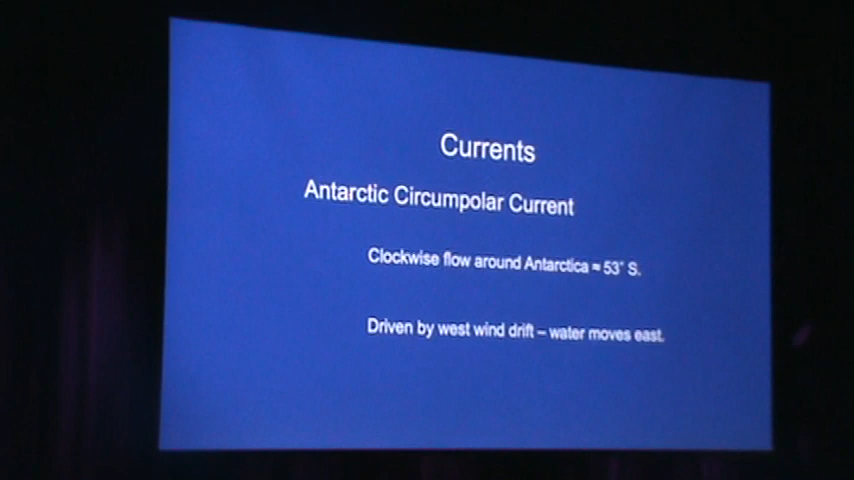 Currents
Antarctic Circumpolar Current
Clockwise flow around Antarctica ≈ 53° S.
Driven by west wind drift – water moves east.